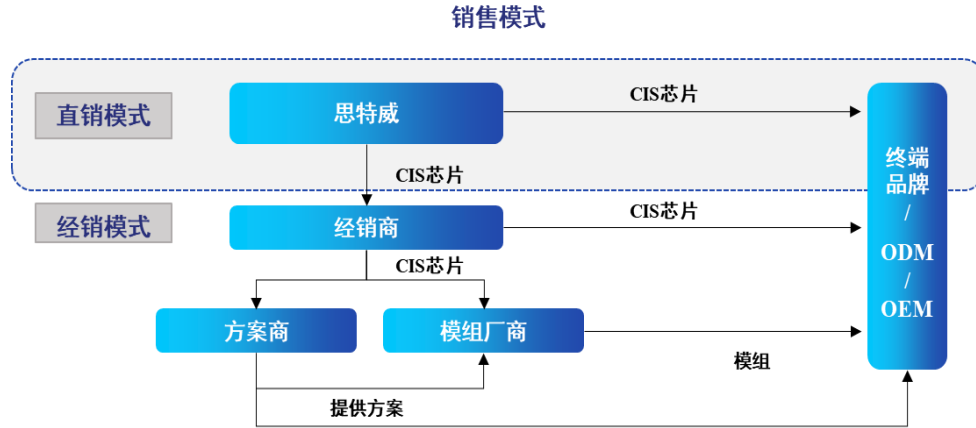 销售模式
直销模式
思特威
CIS芯片
CIS芯片
经销模式
经销商
CIS芯片
CIS芯片
方案商
模组厂商
模组
提供方案
终端
品牌
/
ODM
/
OEM